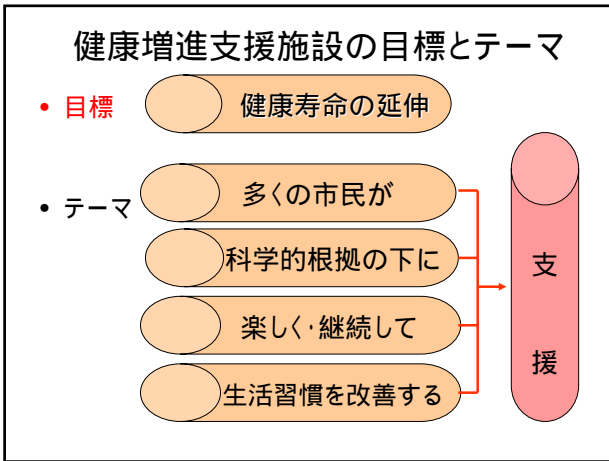 健康増進支援施設の目標とテーマ
• 目標
健康寿命の延伸
• テーマ
多くの市民が
科学的根拠の下に
楽しく・継続して
生活習慣を改善する
支
援